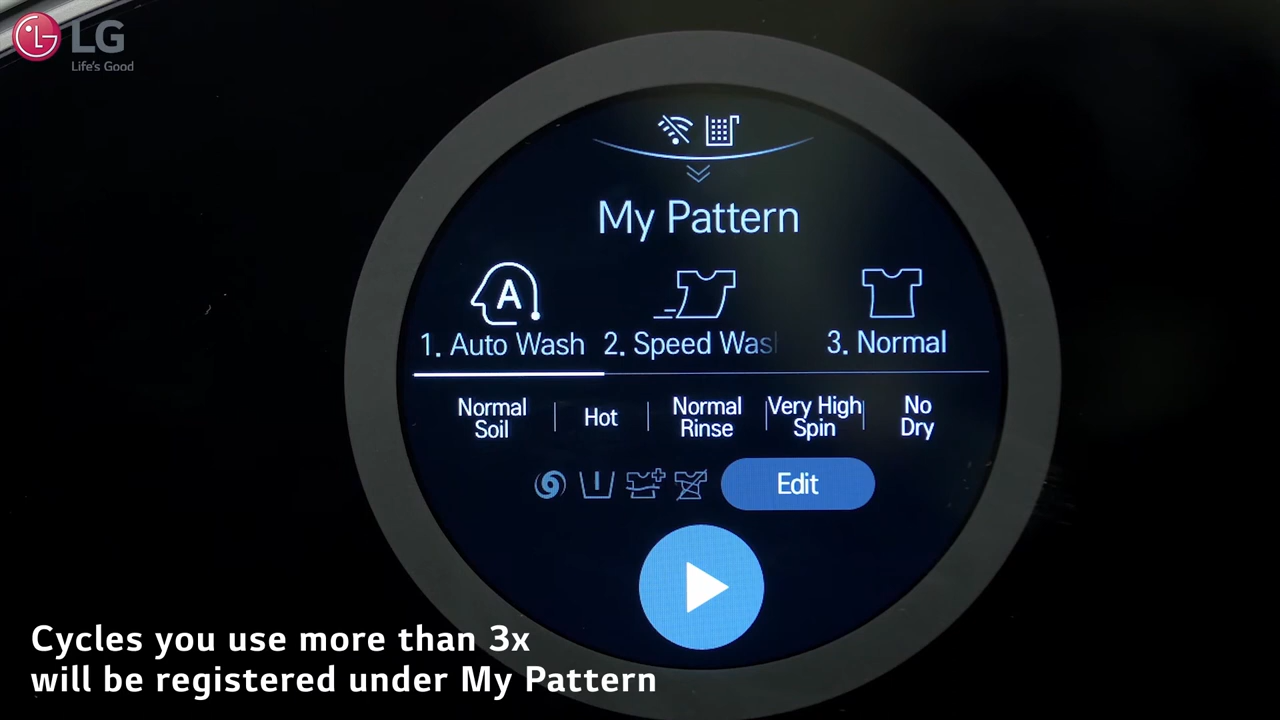 LG
Life's Good
My Pattern
A
1. Auto Wash 2. Speed Was 3. Normal
Normal Soil Hot Normal Rinse Very High Spin No Dry
Edit
Cycles you use more than 3x
will be registered under My Pattern